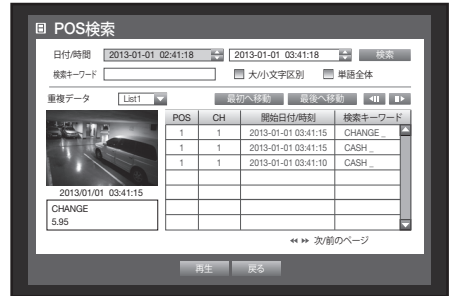 POS検索
日付/時間 2013-01-01 02:41:18 2013-01-01 03:41:18 検索
検索キーワード 大/小文字区別 単語全体
重複データ List1 最初へ移動 最後へ移動
POS CH 開始日付/時刻 検索キーワード
1 1 2013-01-01 03:41:15 CHANGE _
1 1 2013-01-01 03:41:15 CASH _
1 1 2013-01-01 03:41:10 CASH _
2013/01/01 03:41:15
CHANGE
5.95
次/前のページ
再生 戻る